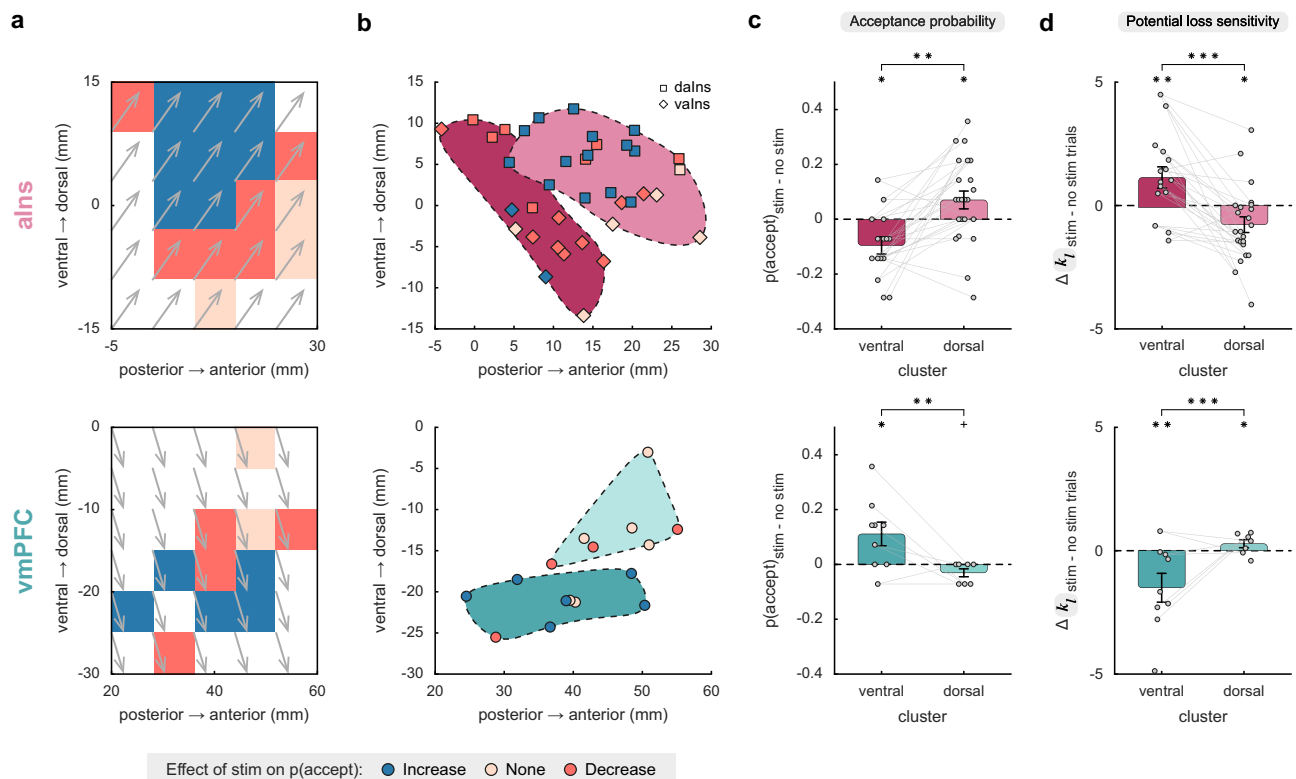 a
b
c
d
Acceptance probability
Potential loss sensitivity
aIns
ventral → dorsal (mm)
15
0
-15
-5
30
posterior → anterior (mm)
ventral → dorsal (mm)
15
10
5
0
-5
-10
-15
-5 0 5 10 15 20 25 30
posterior → anterior (mm)
daIns
vaIns
p(accept)stim - no stim
0.4
0.2
0
-0.2
-0.4
* *
* *
ventral dorsal
cluster
Δ kl stim - no stim trials
5
0
-5
* * *
* * *
ventral dorsal
cluster
vmPFC
ventral → dorsal (mm)
0
-10
-20
-30
20 40 60
posterior → anterior (mm)
ventral → dorsal (mm)
0
-5
-10
-15
-20
-25
-30
20 30 40 50 60
posterior → anterior (mm)
p(accept)stim - no stim
0.4
0.2
0
-0.2
-0.4
* *
* +
ventral dorsal
cluster
Δ kl stim - no stim trials
5
0
-5
* * *
* * *
ventral dorsal
cluster
Effect of stim on p(accept): Increase None Decrease